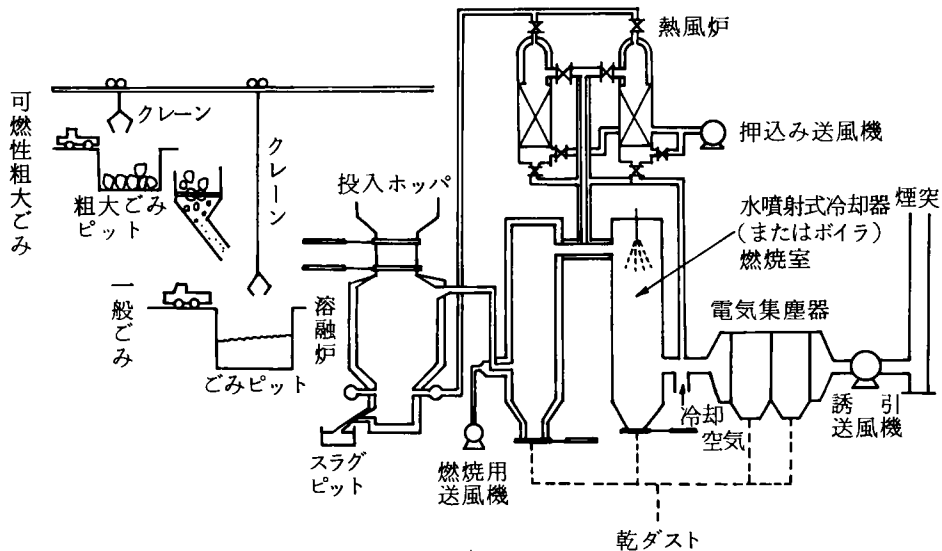 可燃性粗大ごみ
クレーン
粗大ごみ
ピット
クレーン
一般ごみ
ごみピット
投入ホッパ
溶融炉
スラグ
ピット
燃焼用
送風機
熱風炉
押込み送風機
水噴射式冷却器
(またはボイラ)
燃焼室
煙突
電気集塵器
冷却
空気
誘引
送風機
乾ダスト